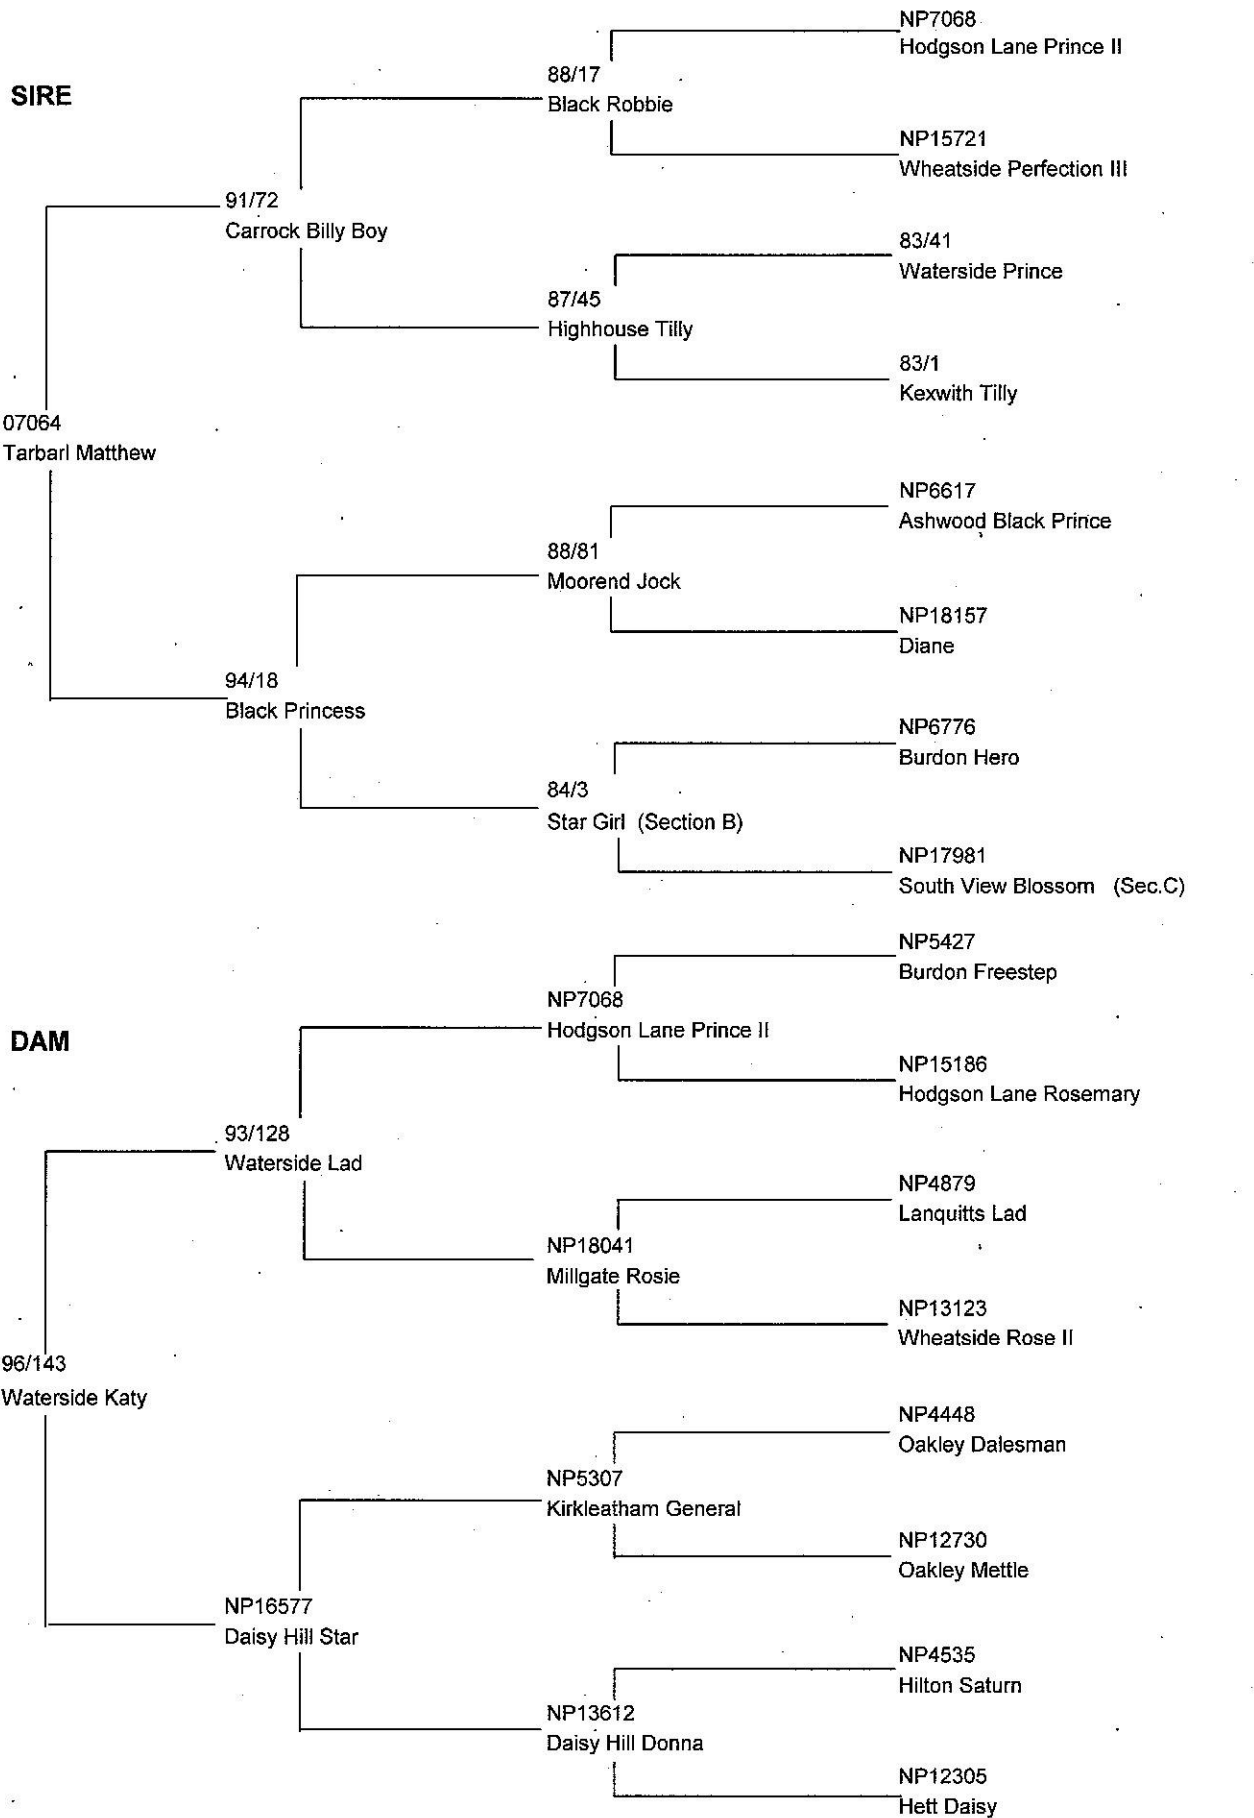 NP7068
Hodgson Lane Prince II
88/17
Black Robbie
SIRE
NP15721
Wheatside Perfection III
91/72
Carrock Billy Boy
83/41
Waterside Prince
87/45
Highhouse Tilly
83/1
Kexwith Tilly
07064
Tarbarl Matthew
NP6617
Ashwood Black Prince
88/81
Moorend Jock
NP18157
Diane
94/18
Black Princess
NP6776
Burdon Hero
84/3
Star Girl (Section B)
NP17981
South View Blossom (Sec.C)
NP5427
Burdon Freestep
NP7068
Hodgson Lane Prince II
DAM
NP15186
Hodgson Lane Rosemary
93/128
Waterside Lad
NP4879
Lanquitts Lad
NP18041
Millgate Rosie
NP13123
Wheatside Rose II
96/143
Waterside Katy
NP4448
Oakley Dalesman
NP5307
Kirkleatham General
NP12730
Oakley Mettle
NP16577
Daisy Hill Star
NP4535
Hilton Saturn
NP13612
Daisy Hill Donna
NP12305
Hett Daisy